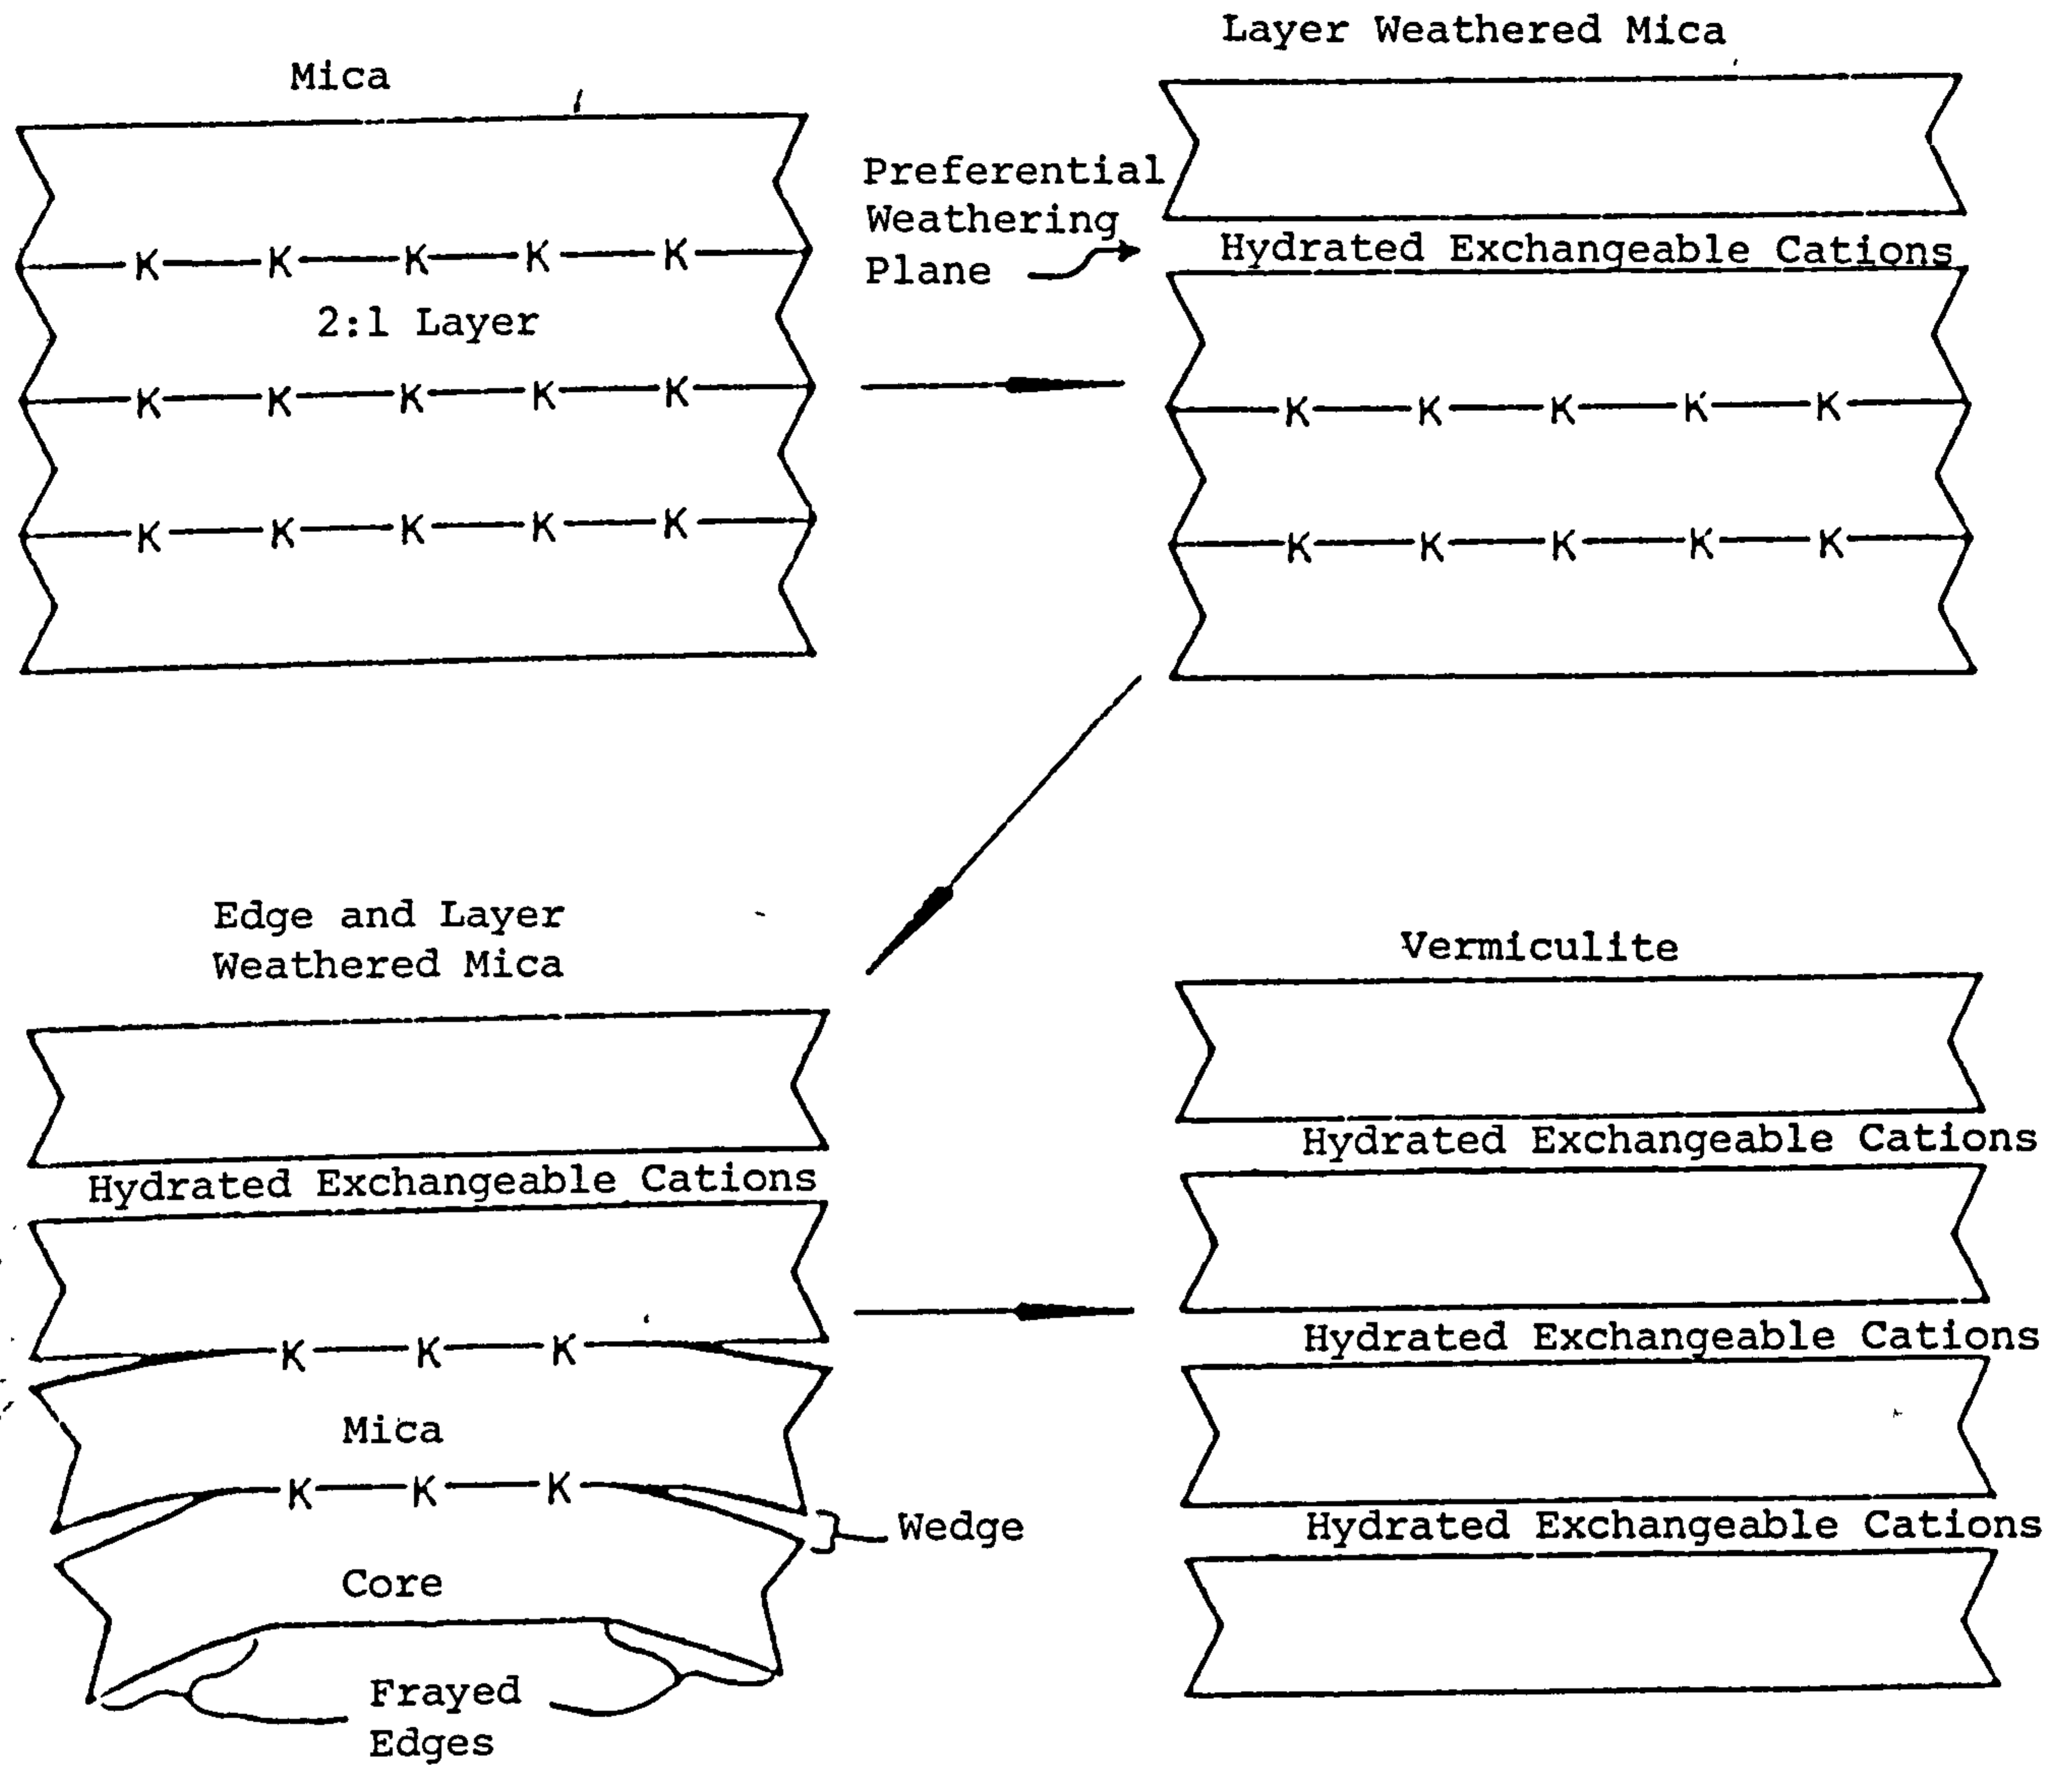 Mica
K K K K K
2:1 Layer
K K K K K
K K K K K
Preferential
Weathering
Plane
Layer Weathered Mica
Hydrated Exchangeable Cations
K K K K K
K K K K K
Edge and Layer
Weathered Mica
Hydrated Exchangeable Cations
K K K
Mica
K K K
Wedge
Core
Frayed
Edges
Vermiculite
Hydrated Exchangeable Cations
Hydrated Exchangeable Cations
Hydrated Exchangeable Cations